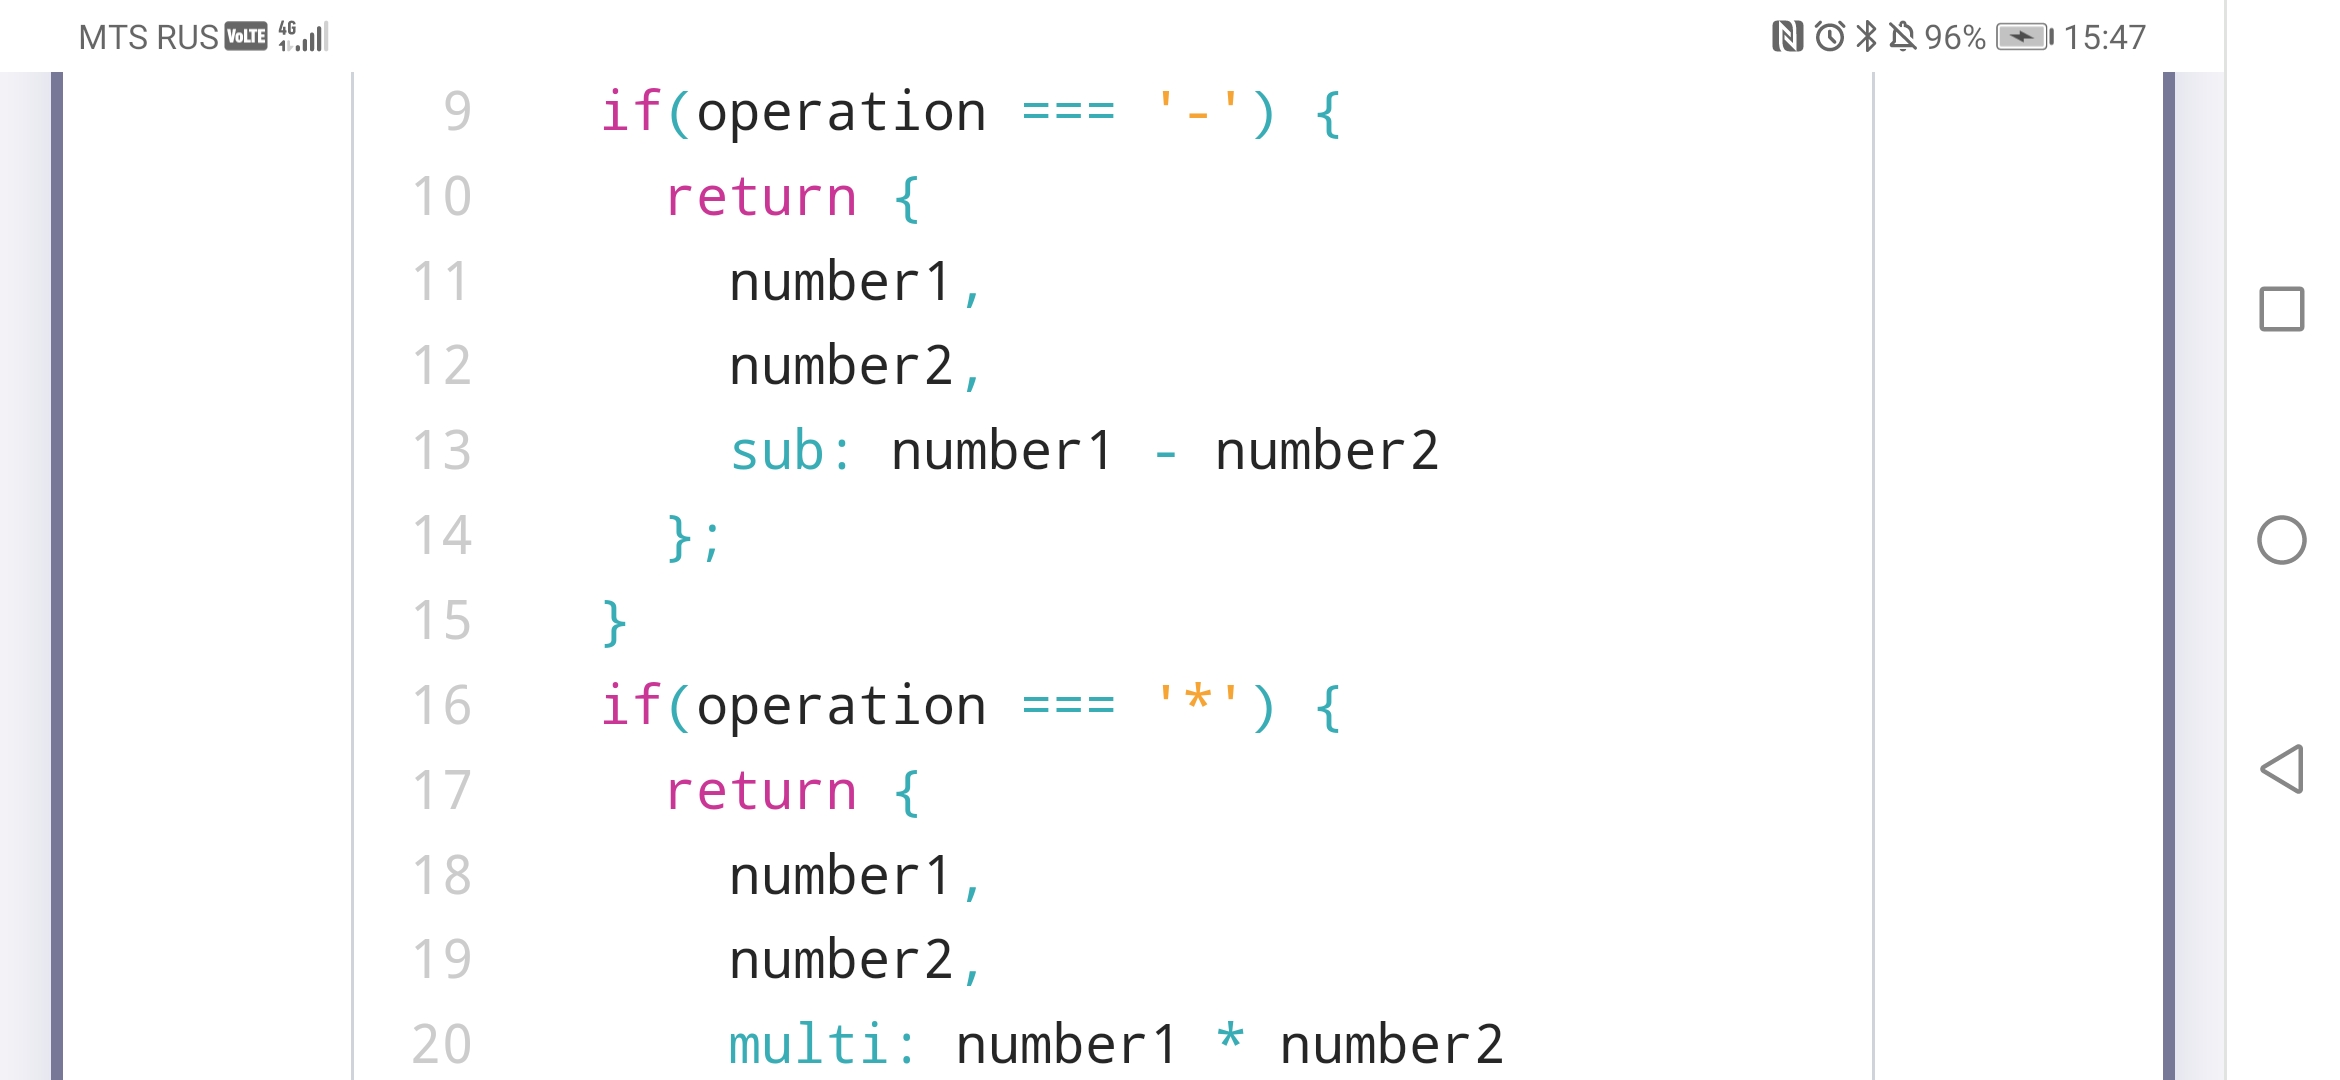 MTS RUS VoLTE 4G 96% 15:47
9 if(operation === '-') {
10 return {
11 number1,
12 number2,
13 sub: number1 - number2
14 };
15 }
16 if(operation === '*') {
17 return {
18 number1,
19 number2,
20 multi: number1 * number2